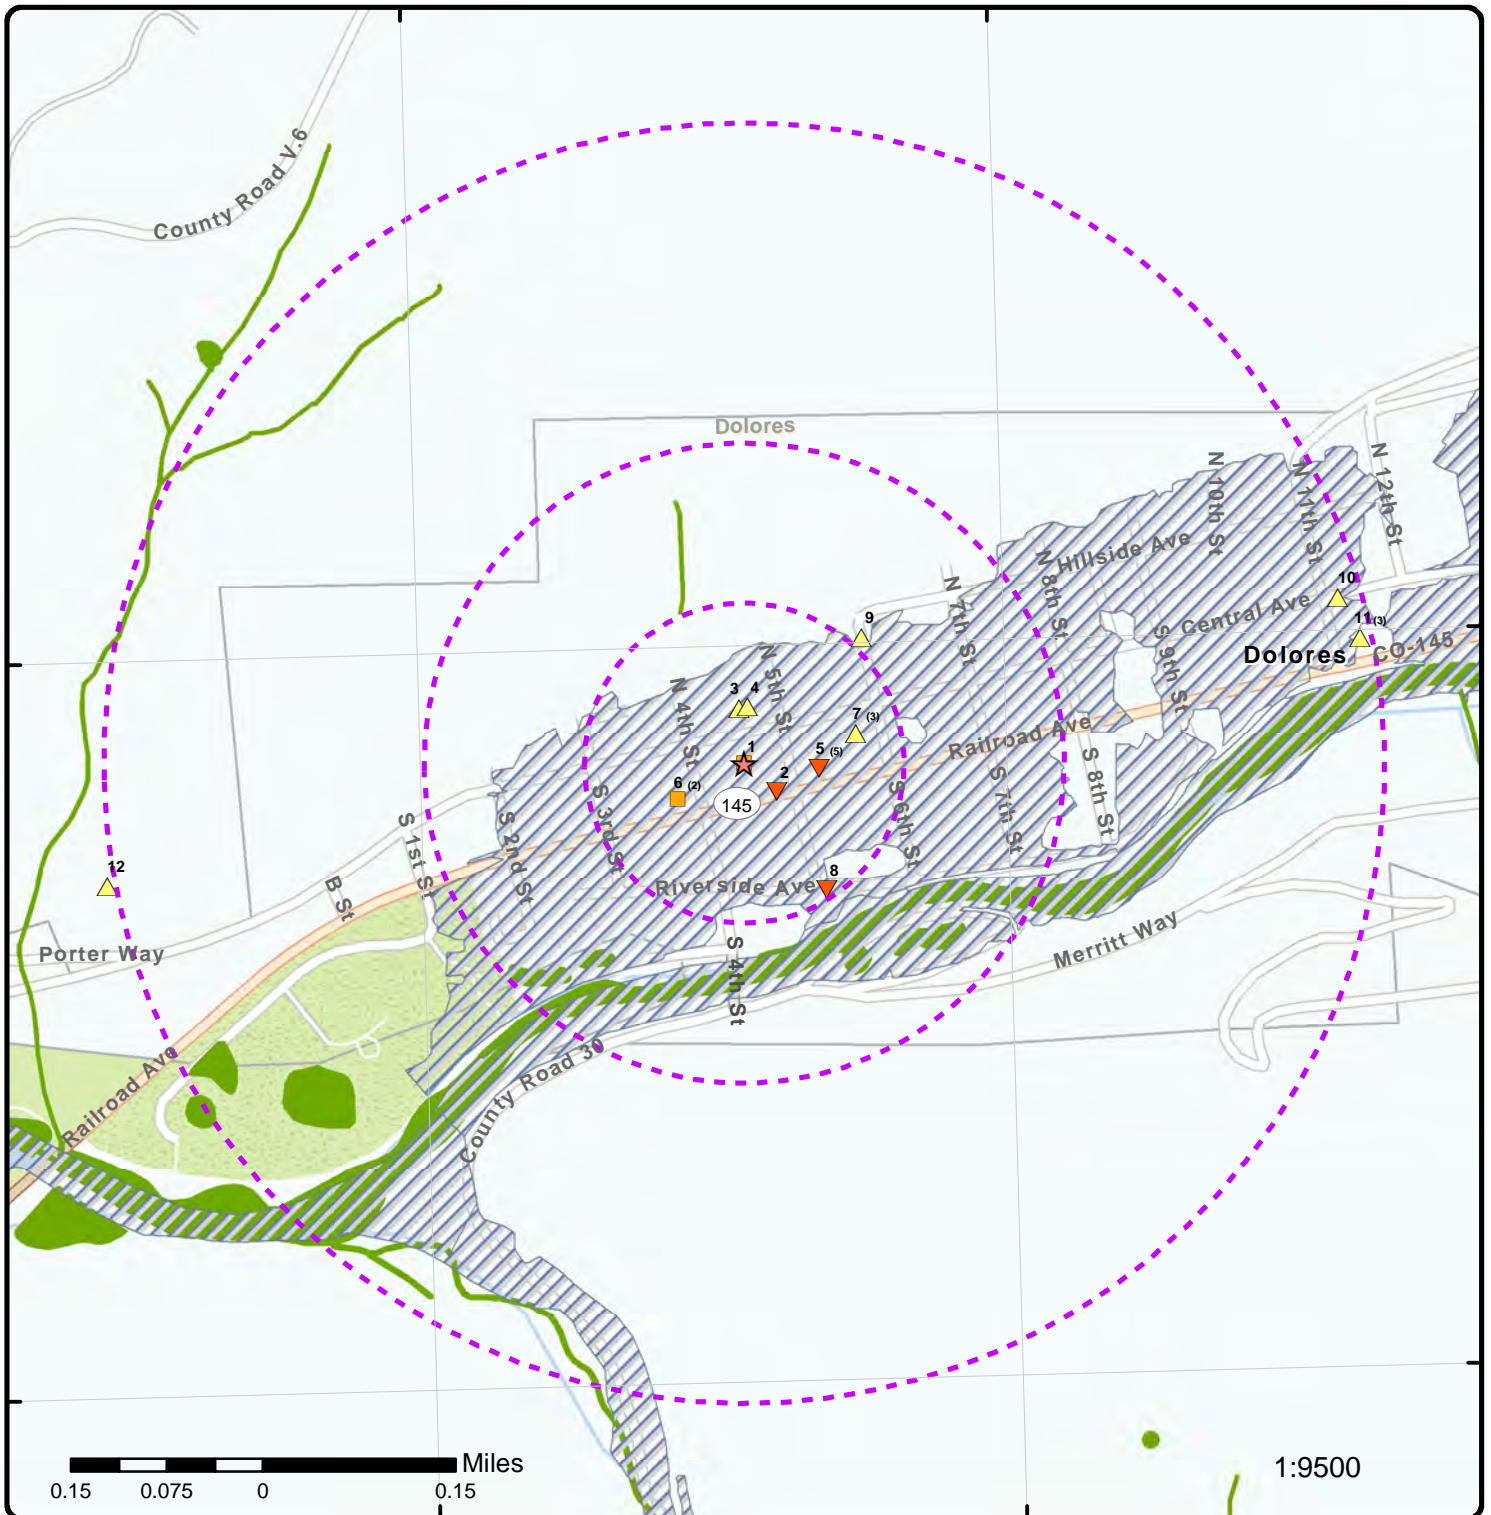 County Road V.6
Dolores
N 12th St
N 10th St
N 11th St
Hillside Ave
N 8th St
N 7th St
10
Central Ave
9
11 (3)
S 9th St
Dolores
CO-145
N 5th St
N 4th St
3
4
7 (3)
Railroad Ave
1
5 (5)
2
6 (2)
145
S 8th St
S 7th St
S 6th St
S 3rd St
S 2nd St
S 1st St
12
B St
Riverside Ave
8
Porter Way
Merritt Way
S 4th St
County Road 30
Railroad Ave
Miles
0.15
0.075
0
0.15
1:9500